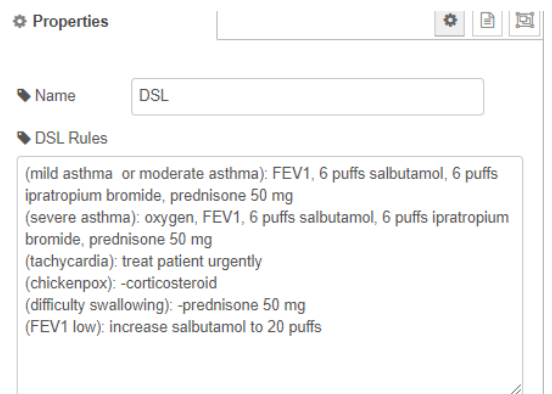 Properties
Name
DSL
DSL Rules
(mild asthma  or moderate asthma): FEV1, 6 puffs salbutamol, 6 puffs
ipratropium bromide, prednisone 50 mg
(severe asthma): oxygen, FEV1, 6 puffs salbutamol, 6 puffs ipratropium
bromide, prednisone 50 mg
(tachycardia): treat patient urgently
(chickenpox): -corticosteroid
(difficulty swallowing): -prednisone 50 mg
(FEV1 low): increase salbutamol to 20 puffs